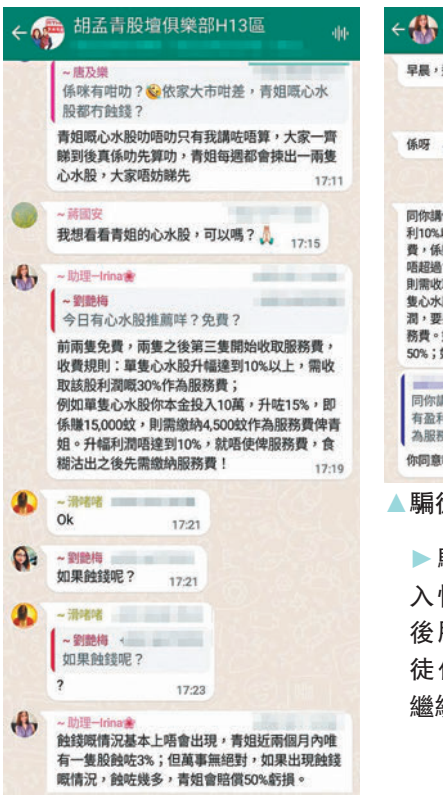 胡孟青股壇俱樂部H13區
~唐及樂
係咪有咁叻？依家大市咁差，青姐嘅心水
股都冇蝕錢？
青姐嘅心水股叻唔叻只有我講咗唔算，大家一齊
睇到後真係叻先算叻，青姐每週都會揀出一兩隻
心水股，大家唔妨睇先
17:11
~蔣國安
我想看看青姐的心水股，可以嗎？
17:15
~助理—Irina
~劉艷梅
今日有心水股推薦咩？免費？
前兩隻免費，兩隻之後第三隻開始收取服務費，
收費規則：單隻心水股升幅達到10%以上，需收
取該股利潤嘅30%作為服務費；
例如單隻心水股你本金投入10萬，升咗15%，即
係賺15,000蚊，則需繳納4,500蚊作為服務費俾青
姐。升幅利潤唔達到10%，就唔使俾服務費，食
糊沽出之後先需繳納服務費！
17:19
~滑啫啫
Ok
17:21
~劉艷梅
如果蝕錢呢？
17:21
~滑啫啫
~劉艷梅
如果蝕錢呢？
?
17:23
~助理—Irina
蝕錢嘅情況基本上唔會出現，青姐近兩個月內唯
有一隻股蝕咗3%；但萬事無絕對，如果出現蝕錢
嘅情況，蝕咗幾多，青姐會賠償50%虧損。
早晨，
係呀
同你講
利10%
費，係
唔超過
則需收
隻心水
潤，要
務費。
50%；
同你講
有盈利
為服務
你同意
▲騙徒
▶
入
後
徒
繼續